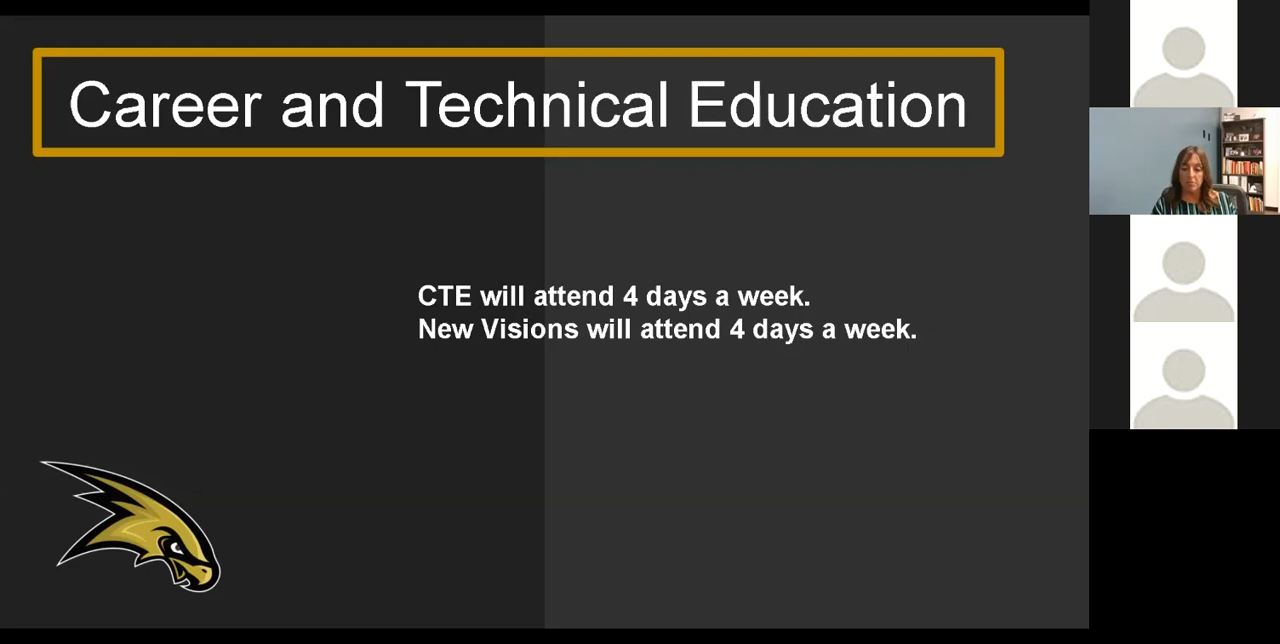 Career and Technical Education
CTE will attend 4 days a week.
New Visions will attend 4 days a week.